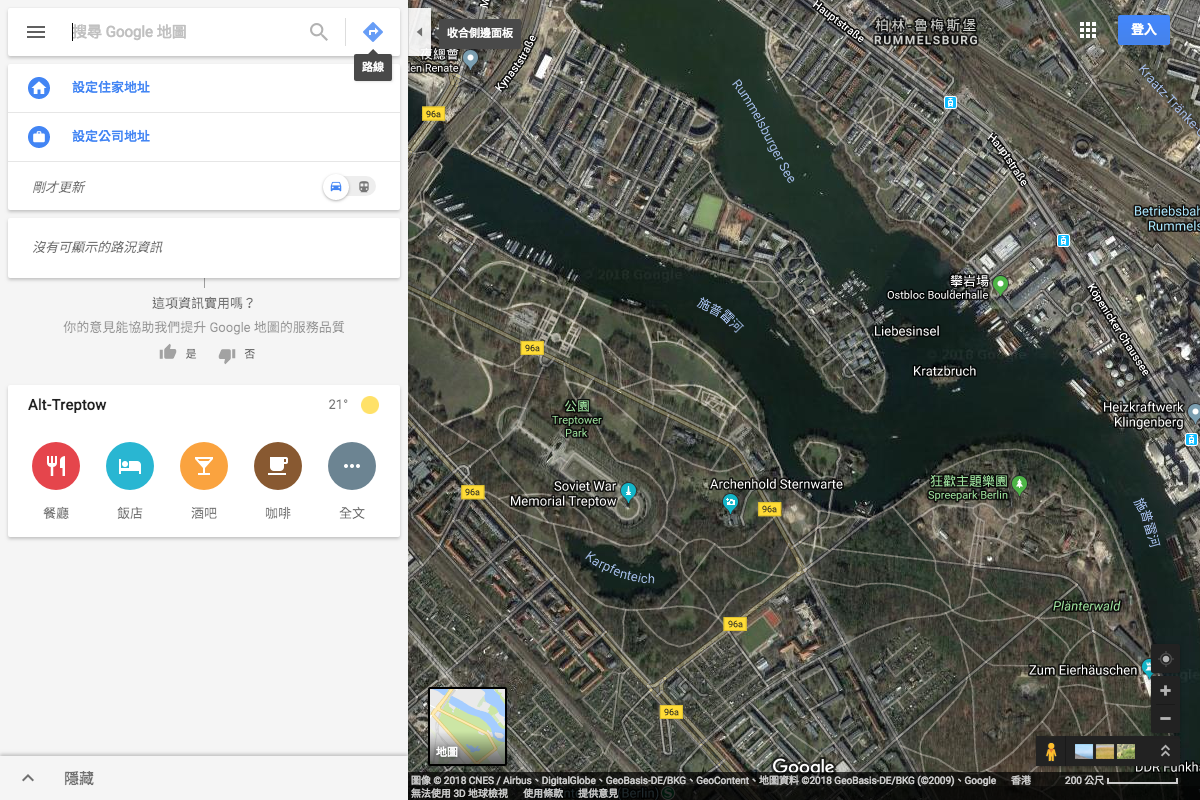 搜尋 Google 地圖
路線
收合側邊面板
設定住家地址
設定公司地址
剛才更新
沒有可顯示的路況資訊
這項資訊實用嗎？
你的意見能協助我們提升 Google 地圖的服務品質
是
否
Alt-Treptow
21°
餐廳
飯店
酒吧
咖啡
全文
隱藏
登入
柏林-魯梅斯堡
RUMMELSBURG
Hauptstraße
Kynaststraße
en Renate
96a
Rummelsburger See
Hauptstraße
Kraatz-Tränke
Betriebsbah
Rummels
© 2018 Google
攀岩場
Ostbloc Boulderhalle
施普雷河
Liebesinsel
Köpenicker Chaussee
96a
© 2018 Google
Kratzbruch
公園
Treptower
Park
Heizkraftwerk
Klingenberg
狂歡主題樂園
Spreepark Berlin
Archenhold Sternwarte
Soviet War
Memorial Treptow
96a
96a
施普雷河
Karpfenteich
Plänterwald
96a
Zum Eierhäuschen
96a
地圖
Google
DDR Funkha
圖像 © 2018 CNES / Airbus、DigitalGlobe、GeoBasis-DE/BKG、GeoContent、地圖資料 ©2018 GeoBasis-DE/BKG (©2009)、Google
香港
200 公尺
無法使用 3D 地球檢視
使用條款
提供意見